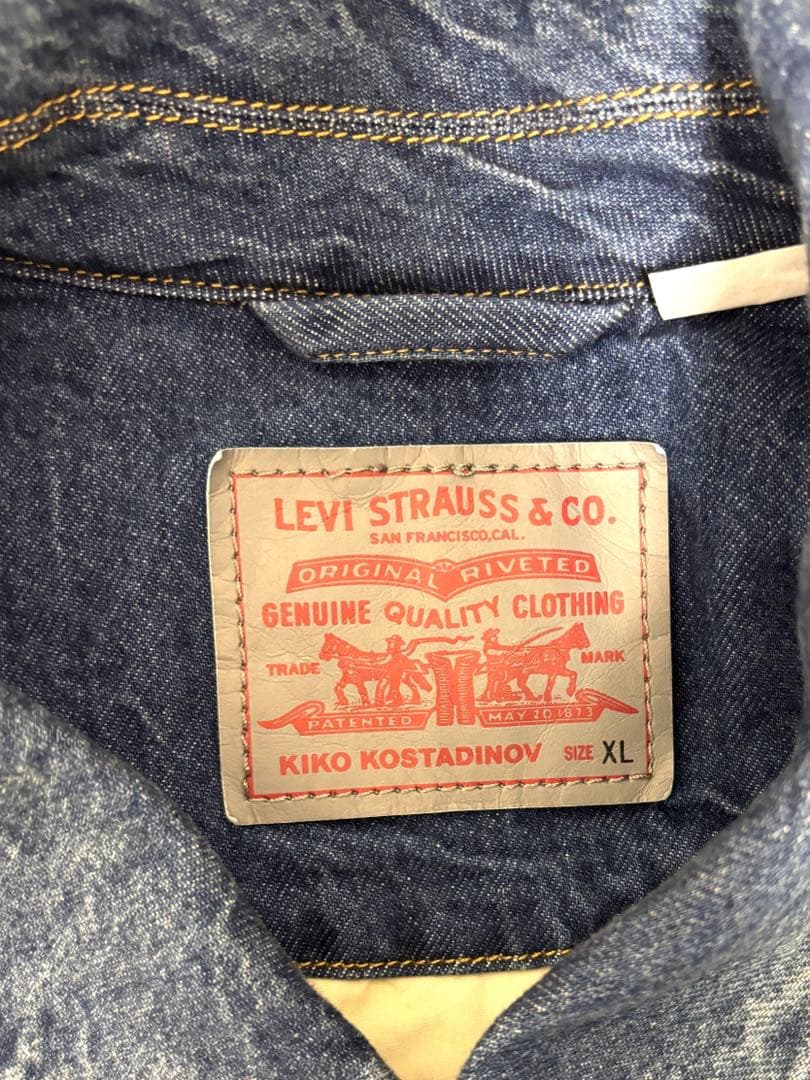 LEVI STRAUSS & CO.
SAN FRANCISCO, CAL.
ORIGINAL RIVETED
GENUINE QUALITY CLOTHING
TRADE MARK
PATENTED MAY 20 1873
KIKO KOSTADINOV SIZE XL